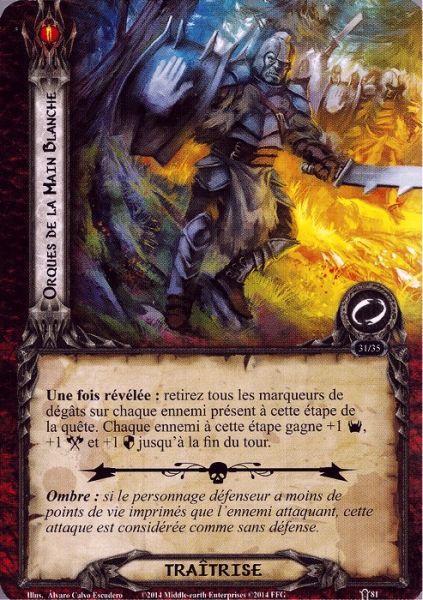 ORQUES DE LA MAIN BLANCHE
31/35
Une fois révélée : retirez tous les marqueurs de
dégâts sur chaque ennemi présent à cette étape de
la quête. Chaque ennemi à cette étape gagne +1 ,
+1 et +1 jusqu'à la fin du tour.
Ombre : si le personnage défenseur a moins de
points de vie imprimés que l'ennemi attaquant, cette
attaque est considérée comme sans défense.
TRAÎTRISE
Illus. Álvaro Calvo Escudero ©2014 Middle-earth Enterprises ©2014 FFG 81